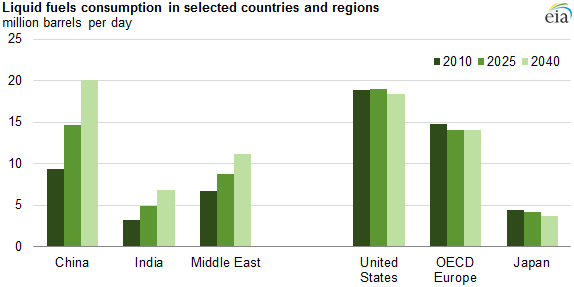 Liquid fuels consumption in selected countries and regions
million barrels per day
eia
25
2010 2025 2040
20
15
10
5
0
China India Middle East United States OECD Europe Japan